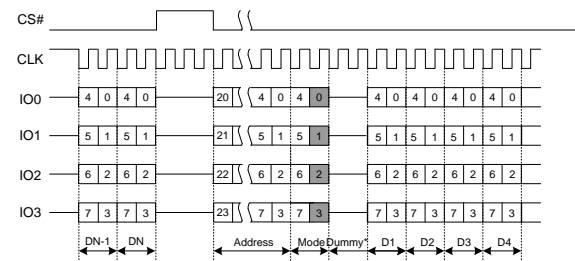 CS#
CLK
IO0 4 0 4 0 20 4 0 4 0 4 0 4 0 4 0 4 0
IO1 5 1 5 1 21 5 1 5 1 5 1 5 1 5 1 5 1
IO2 6 2 6 2 22 6 2 6 2 6 2 6 2 6 2 6 2
IO3 7 3 7 3 23 7 3 7 3 7 3 7 3 7 3 7 3
DN-1 DN Address Mode Dummy* D1 D2 D3 D4